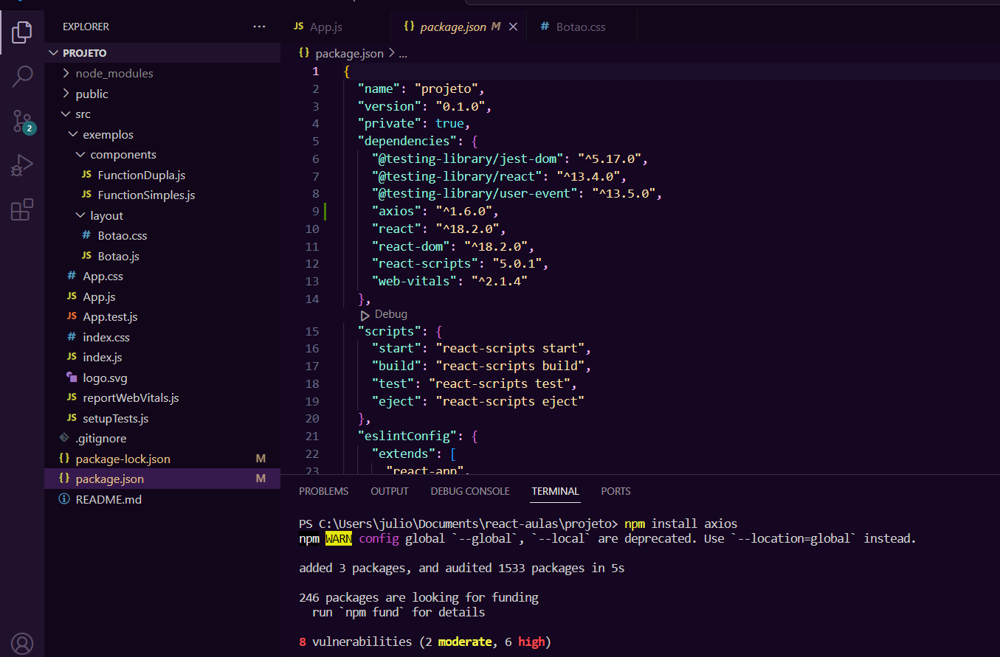 EXPLORER
PROJETO
node_modules
public
src
exemplos
components
JS FunctionDupla.js
JS FunctionSimples.js
layout
# Botao.css
JS Botao.js
# App.css
JS App.js
JS App.test.js
# index.css
JS index.js
logo.svg
JS reportWebVitals.js
JS setupTests.js
.gitignore
{} package-lock.json M
{} package.json M
README.md
2
JS App.js
{} package.json M
# Botao.css
{} package.json > ...
1 {
2 "name": "projeto",
3 "version": "0.1.0",
4 "private": true,
5 "dependencies": {
6 "@testing-library/jest-dom": "^5.17.0",
7 "@testing-library/react": "^13.4.0",
8 "@testing-library/user-event": "^13.5.0",
9 "axios": "^1.6.0",
10 "react": "^18.2.0",
11 "react-dom": "^18.2.0",
12 "react-scripts": "5.0.1",
13 "web-vitals": "^2.1.4"
14 },
Debug
15 "scripts": {
16 "start": "react-scripts start",
17 "build": "react-scripts build",
18 "test": "react-scripts test",
19 "eject": "react-scripts eject"
20 },
21 "eslintConfig": {
22 "extends": [
23 "react-app",
PROBLEMS OUTPUT DEBUG CONSOLE TERMINAL PORTS
PS C:\Users\julio\Documents\react-aulas\projeto> npm install axios
npm WARN config global `--global`, `--local` are deprecated. Use `--location=global` instead.
added 3 packages, and audited 1533 packages in 5s
246 packages are looking for funding
run `npm fund` for details
8 vulnerabilities (2 moderate, 6 high)